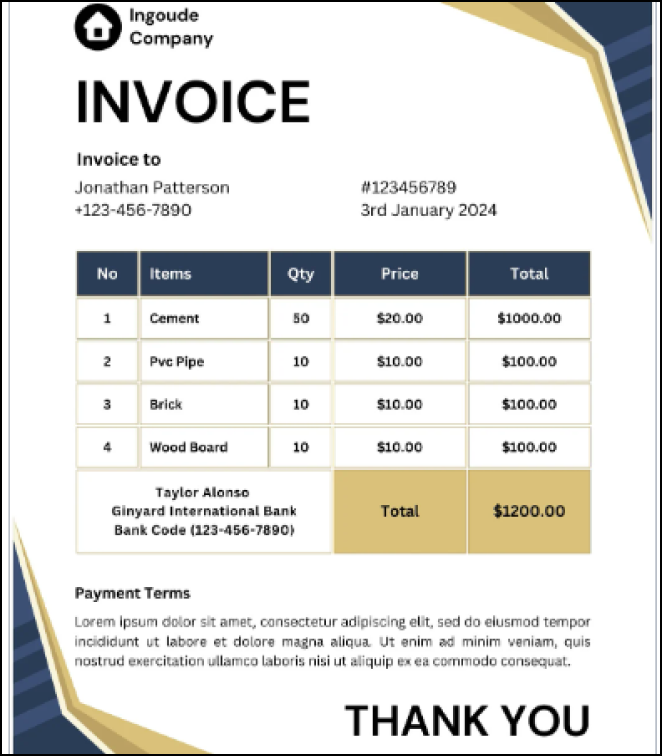 Ingoude
Company
INVOICE
Invoice to
Jonathan Patterson #123456789
+123-456-7890 3rd January 2024
No Items Qty Price Total
1 Cement 50 $20.00 $1000.00
2 Pvc Pipe 10 $10.00 $100.00
3 Brick 10 $10.00 $100.00
4 Wood Board 10 $10.00 $100.00
Taylor Alonso
Ginyard International Bank
Bank Code (123-456-7890)
Total $1200.00
Payment Terms
Lorem ipsum dolor sit amet, consectetur adipiscing elit, sed do eiusmod tempor
incididunt ut labore et dolore magna aliqua. Ut enim ad minim veniam, quis
nostrud exercitation ullamco laboris nisi ut aliquip ex ea commodo consequat.
THANK YOU